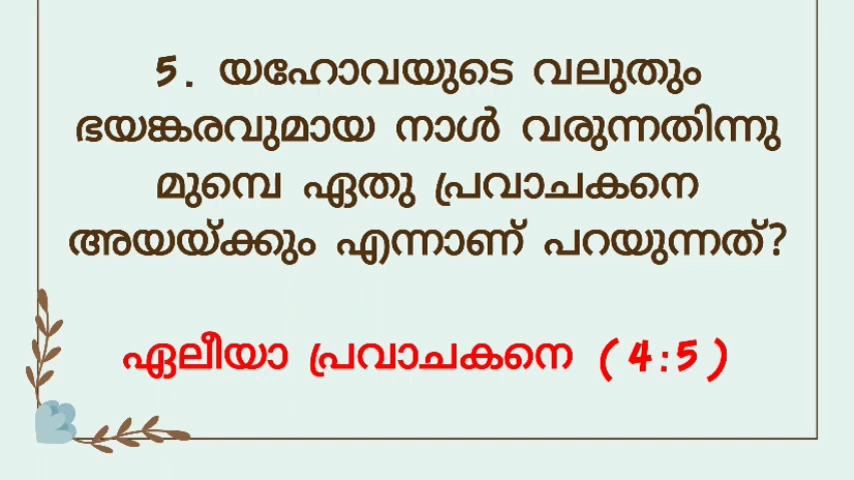 5. യഹോവയുടെ വലുതും
ഭയങ്കരവുമായ നാൾ വരുന്നതിന്നു
മുമ്പെ ഏതു പ്രവാചകനെ
അയയ്ക്കും എന്നാണ് പറയുന്നത്?
ഏലീയാ പ്രവാചകനെ (4:5)